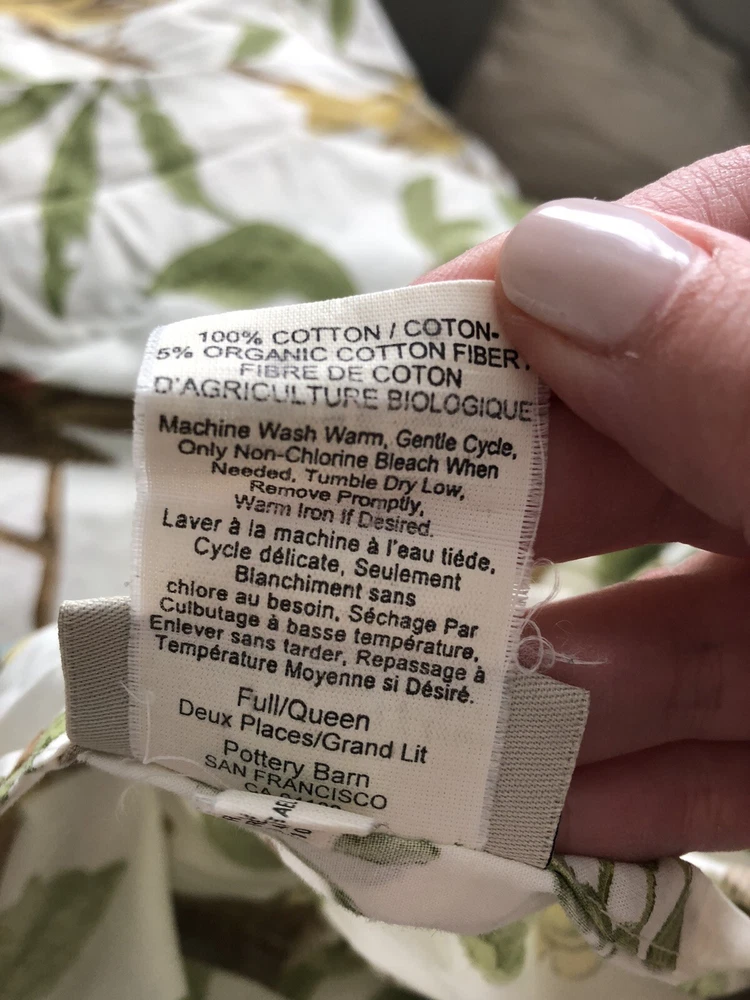 100% COTTON / COTON-
5% ORGANIC COTTON FIBER
FIBRE DE COTON
D'AGRICULTURE BIOLOGIQUE
Machine Wash Warm, Gentle Cycle,
Only Non-Chlorine Bleach When
Needed, Tumble Dry Low,
Remove Promptly,
Warm Iron If Desired.
Laver à la machine à l'eau tiéde,
Cycle délicate, Seulement
Blanchiment sans
chlore au besoin, Séchage Par
Culbutage à basse température,
Enlever sans tarder, Repassage à
Température Moyenne si Désiré.
Full/Queen
Deux Places/Grand Lit
Pottery Barn
SAN FRANCISCO
CA